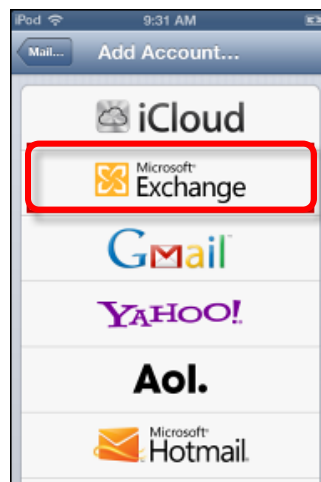 iPod 9:31 AM
Mail... Add Account...
iCloud
Microsoft
Exchange
Gmail
YAHOO!
Aol.
Microsoft
Hotmail